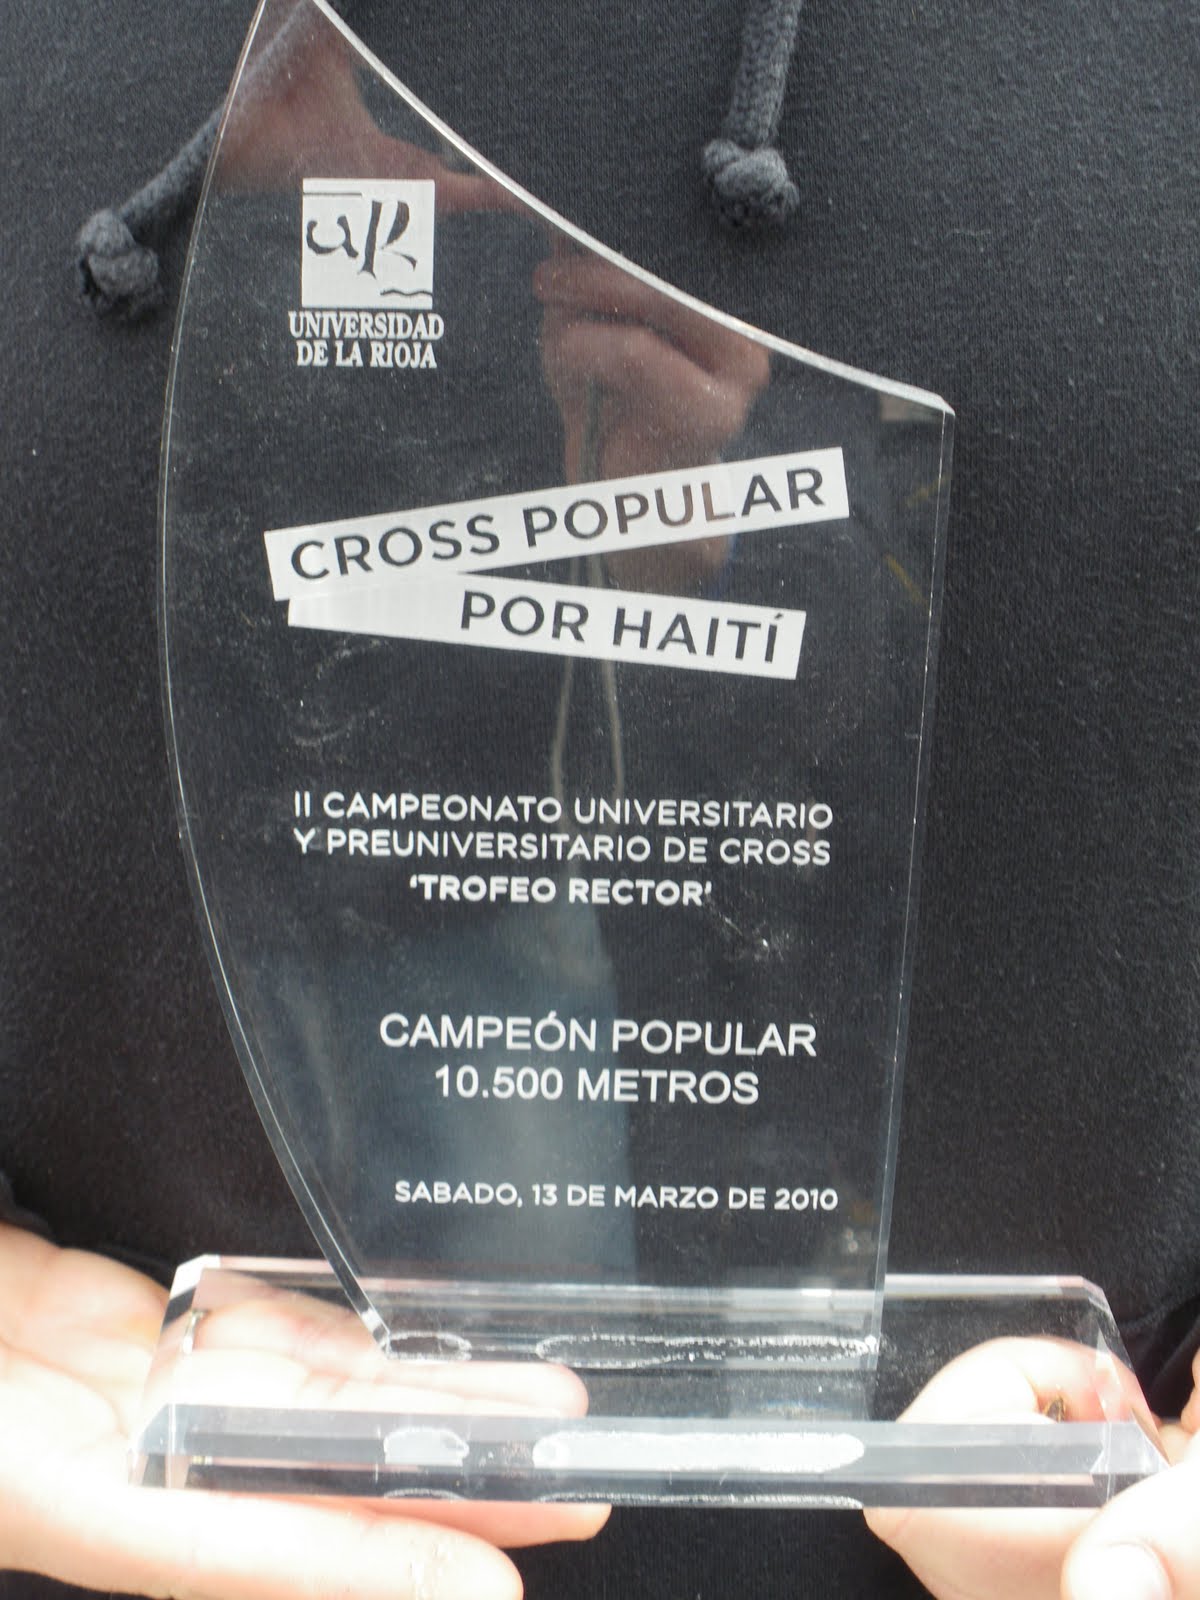 uR
UNIVERSIDAD
DE LA RIOJA
CROSS POPULAR
POR HAITÍ
II CAMPEONATO UNIVERSITARIO
Y PREUNIVERSITARIO DE CROSS
‘TROFEO RECTOR’
CAMPEÓN POPULAR
10.500 METROS
SABADO, 13 DE MARZO DE 2010